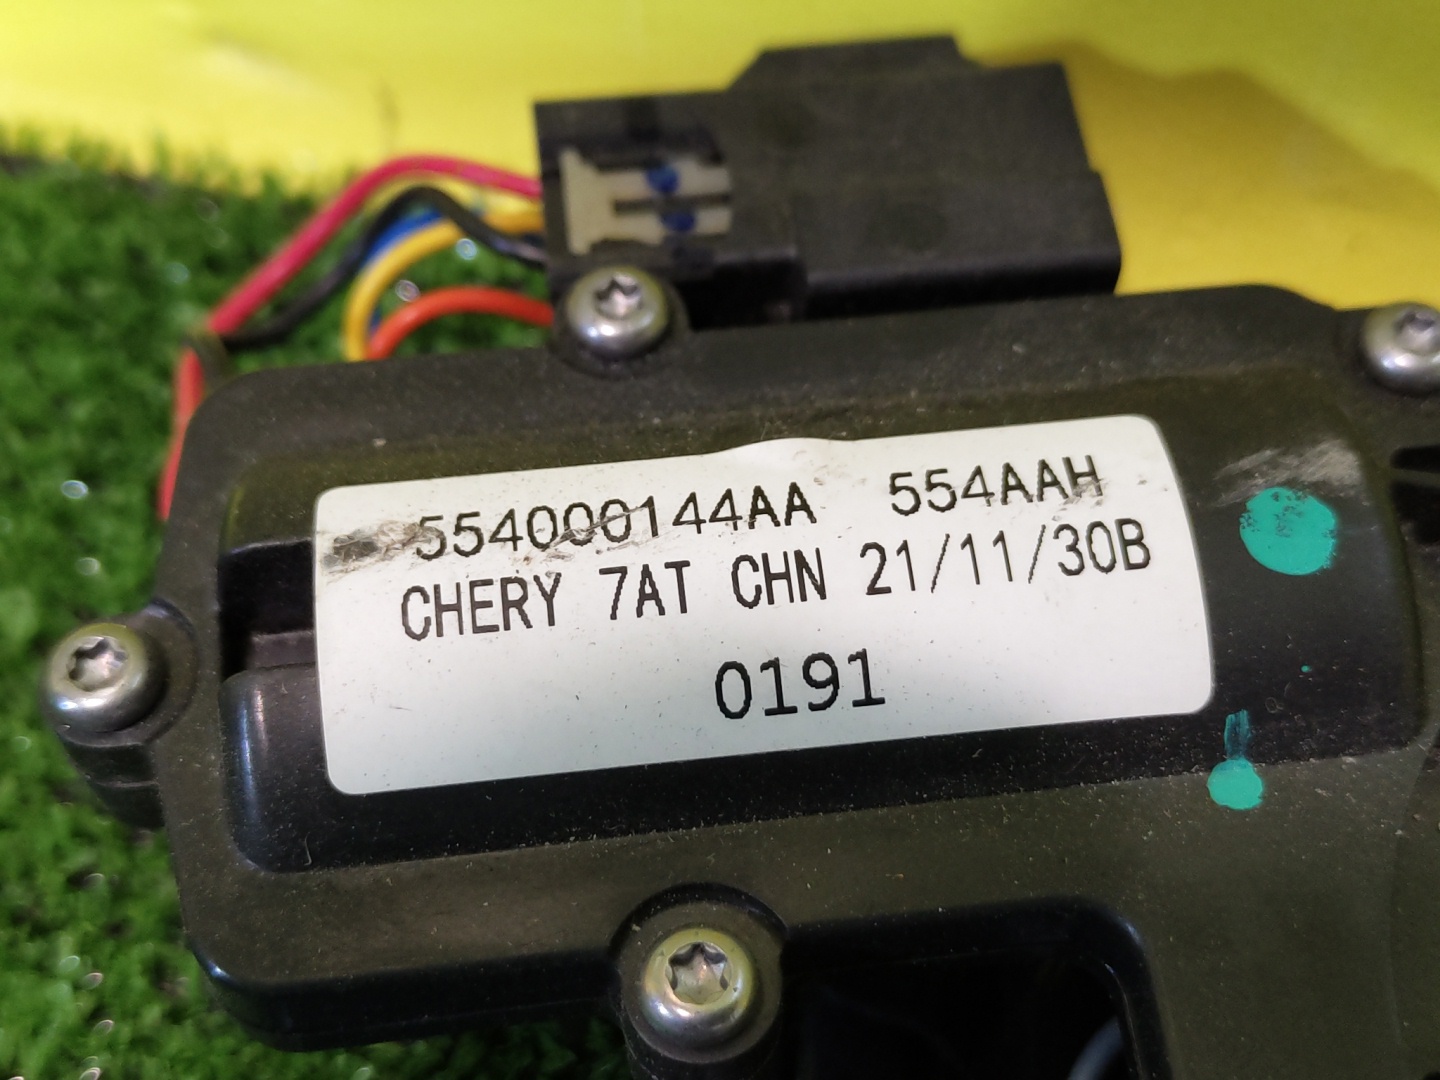 554000144AA 554AAH
CHERY 7AT CHN 21/11/30B
0191